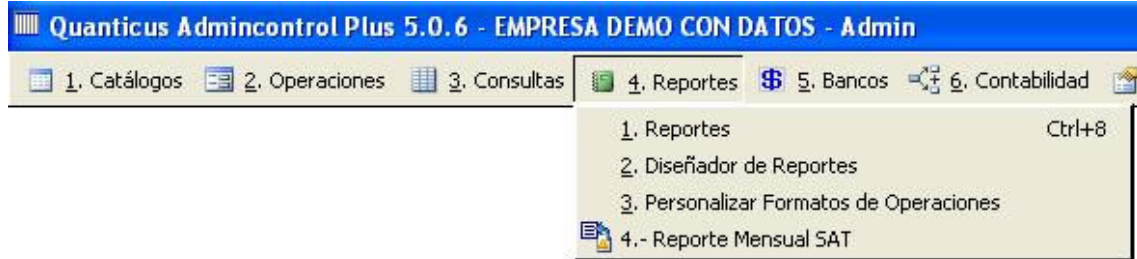 Quanticus Admincontrol Plus 5.0.6 - EMPRESA DEMO CON DATOS - Admin
1. Catálogos 2. Operaciones 3. Consultas 4. Reportes 5. Bancos 6. Contabilidad
1. Reportes Ctrl+8
2. Diseñador de Reportes
3. Personalizar Formatos de Operaciones
4.- Reporte Mensual SAT